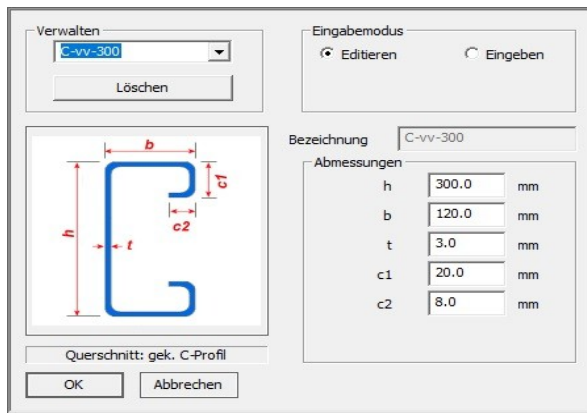 Verwalten
C-vv-300
Löschen
Eingabemodus
Editieren
Eingeben
b
c1
c2
h
t
Querschnitt: gek. C-Profil
Bezeichnung C-vv-300
Abmessungen
h 300.0 mm
b 120.0 mm
t 3.0 mm
c1 20.0 mm
c2 8.0 mm
OK
Abbrechen